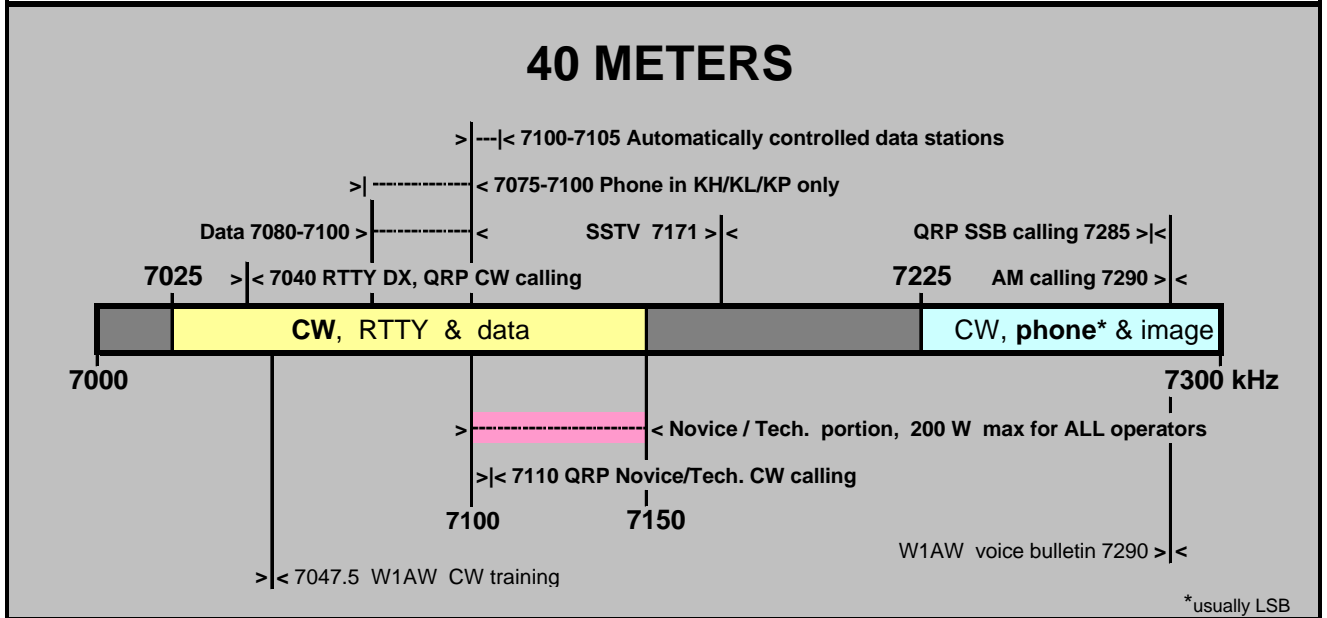 40 METERS
>|---|< 7100-7105 Automatically controlled data stations
>| ---------- < 7075-7100 Phone in KH/KL/KP only
Data 7080-7100 >|----------|< SSTV 7171 >|< QRP SSB calling 7285 >|<
7025 >|< 7040 RTTY DX, QRP CW calling 7225 AM calling 7290 >|<
CW, RTTY & data CW, phone* & image
7000 7300 kHz
>|----------|< Novice / Tech. portion, 200 W max for ALL operators
>|< 7110 QRP Novice/Tech. CW calling
7100 7150
W1AW voice bulletin 7290 >|<
>|< 7047.5 W1AW CW training
*usually LSB